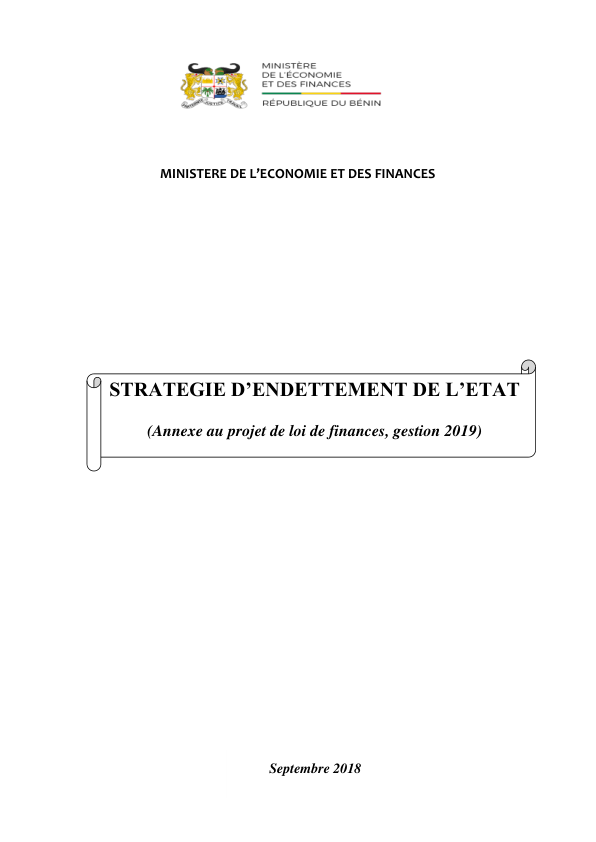 MINISTÈRE
DE L'ÉCONOMIE
ET DES FINANCES
RÉPUBLIQUE DU BÉNIN
MINISTERE DE L'ECONOMIE ET DES FINANCES
STRATEGIE D'ENDETTEMENT DE L'ETAT
(Annexe au projet de loi de finances, gestion 2019)
Septembre 2018